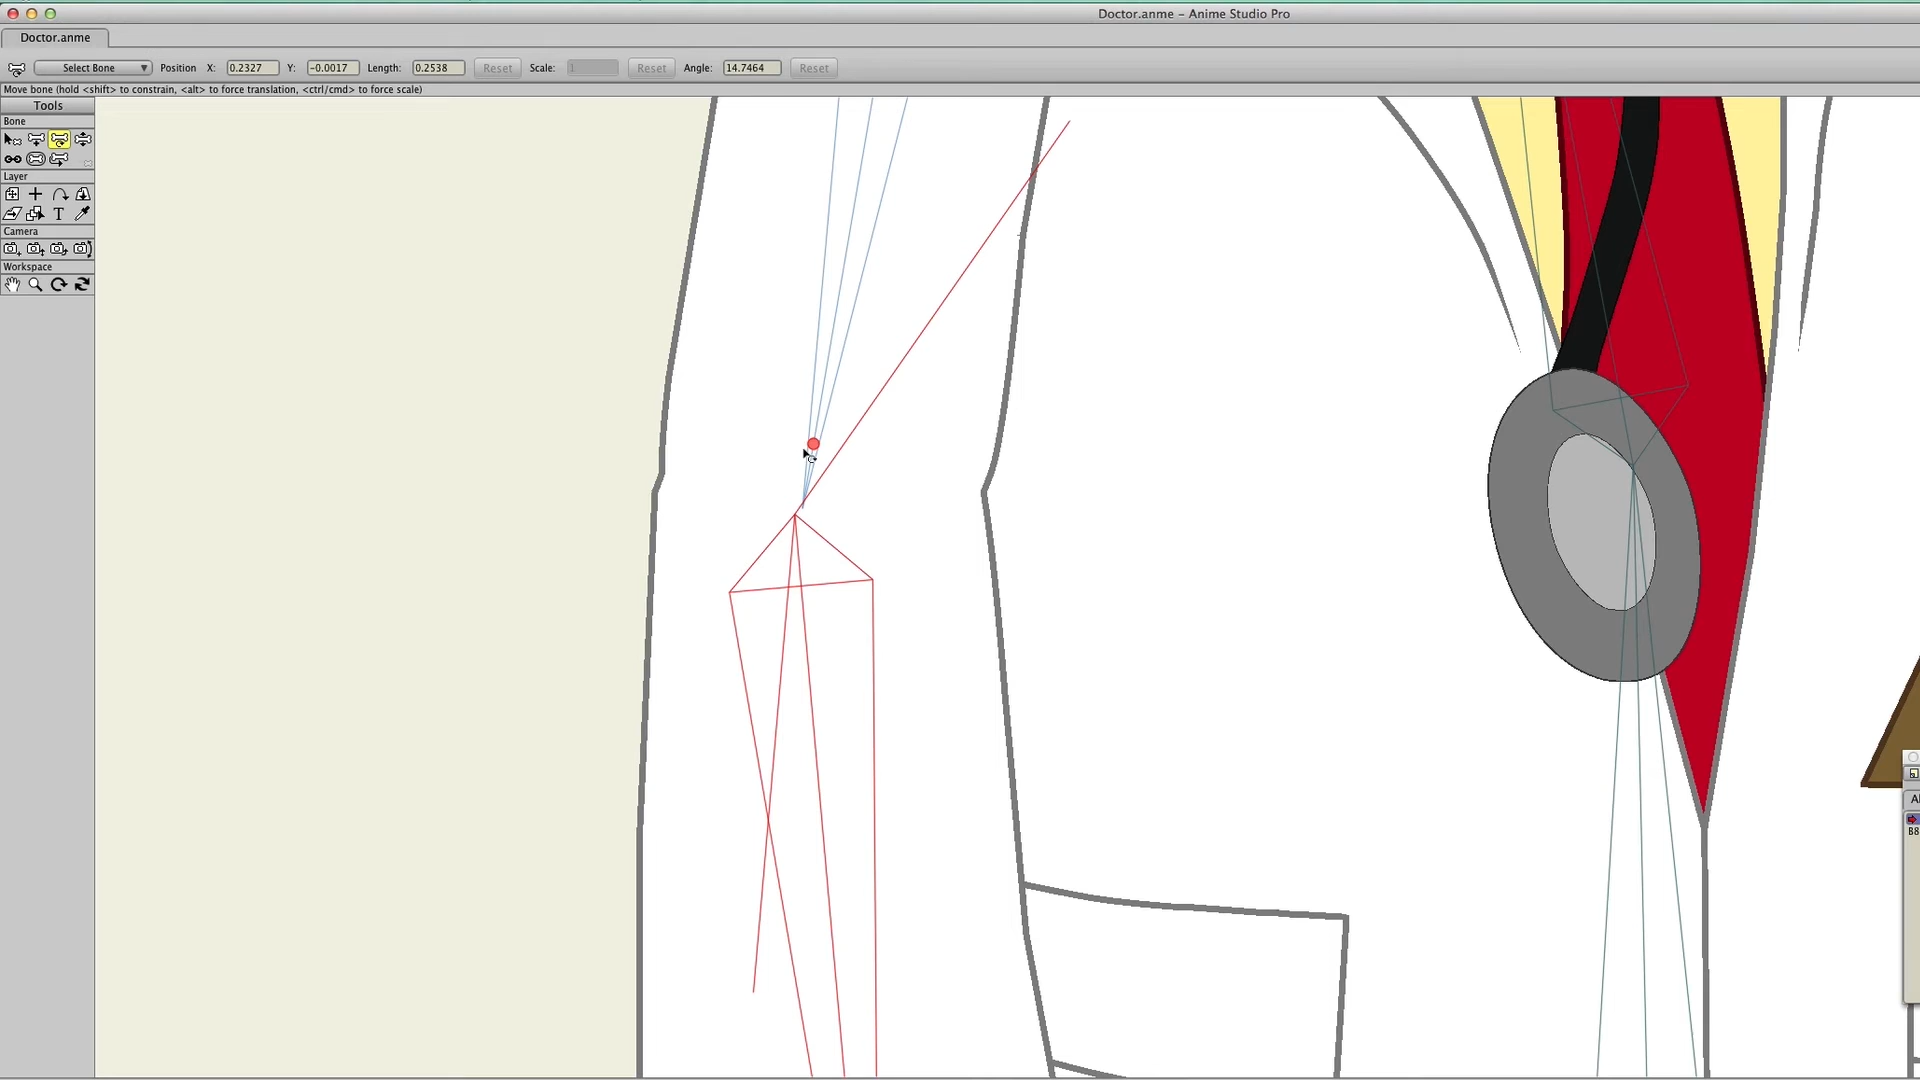 Doctor.anme – Anime Studio Pro
Doctor.anme
Select Bone Position X: 0.2327 Y: -0.0017 Length: 0.2538 Reset Scale: 1 Reset Angle: 14.7464 Reset
Move bone (hold <shift> to constrain, <alt> to force translation, <ctrl/cmd> to force scale)
Tools
Bone
Layer
T
Camera
Workspace
B8